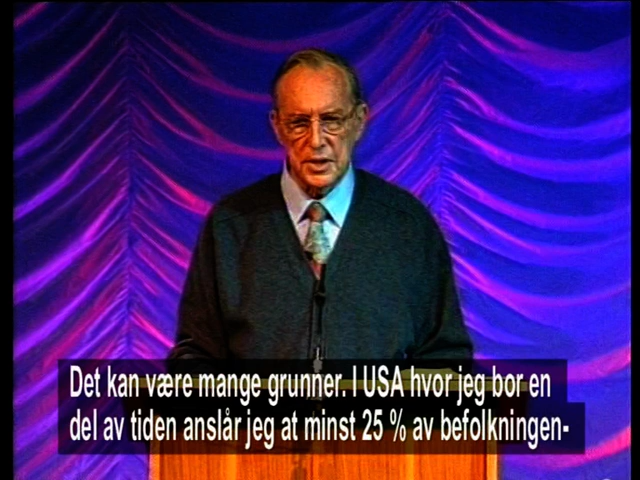 Det kan være mange grunner. I USA hvor jeg bor en
del av tiden anslår jeg at minst 25 % av befolkningen-